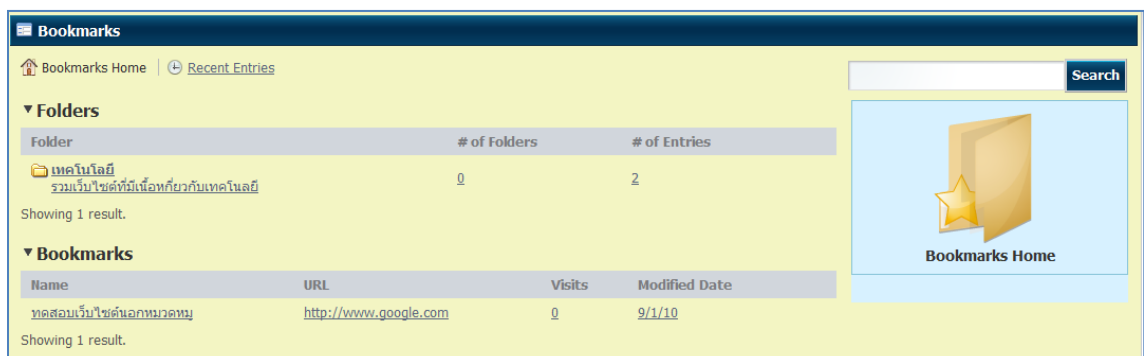 Bookmarks
Bookmarks Home Recent Entries
Search
Folders
Folder # of Folders # of Entries
เทคโนโลยี 0 2
รวมเว็บไซต์ที่มีเนื้อหกี่ยวกับเทคโนลยี
Showing 1 result.
Bookmarks Home
Bookmarks
Name URL Visits Modified Date
ทดสอบเว็บไซต์นอกหมวดหมู่ http://www.google.com 0 9/1/10
Showing 1 result.